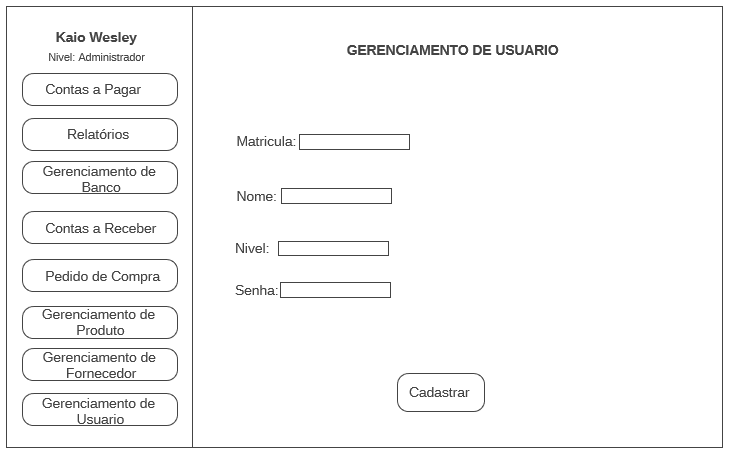 Kaio Wesley
Nivel: Administrador
Contas a Pagar
Relatórios
Gerenciamento de
Banco
Contas a Receber
Pedido de Compra
Gerenciamento de
Produto
Gerenciamento de
Fornecedor
Gerenciamento de
Usuario
GERENCIAMENTO DE USUARIO
Matricula:
Nome:
Nivel:
Senha:
Cadastrar